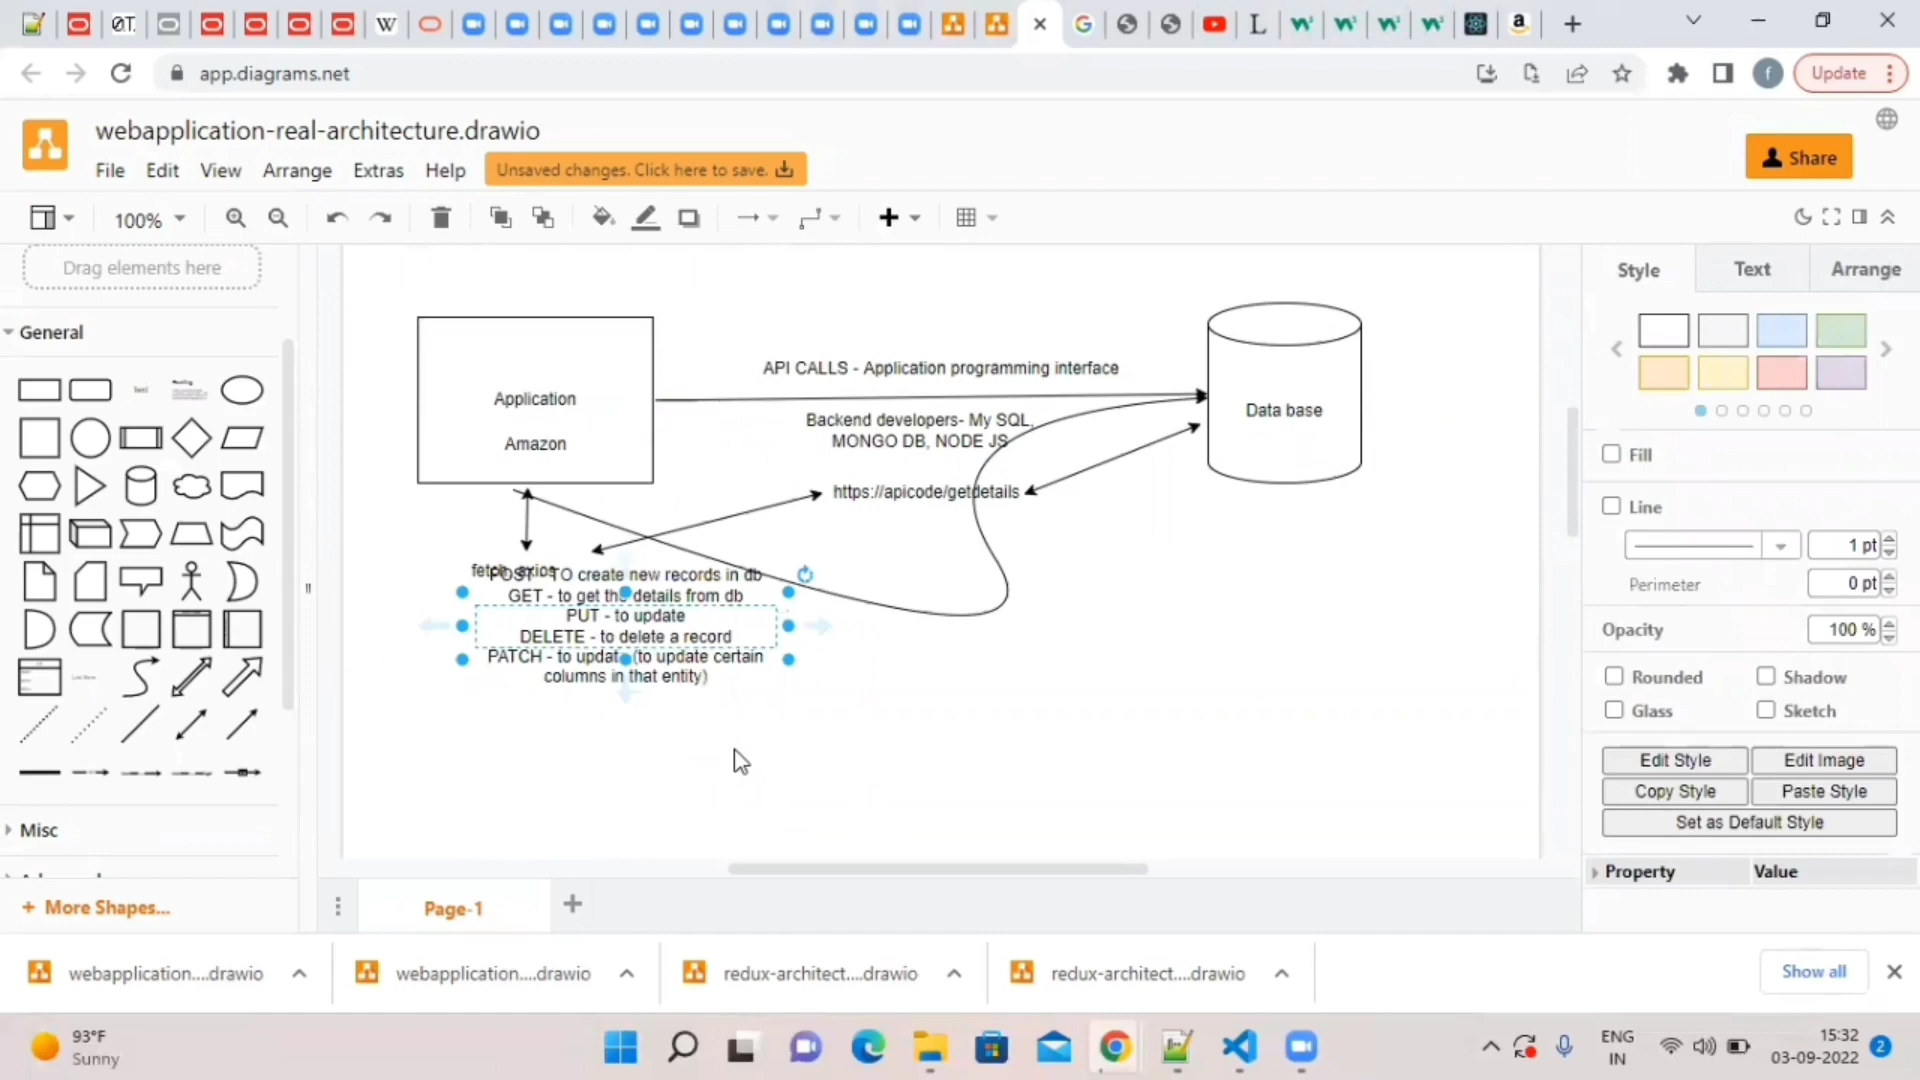 app.diagrams.net
Update
webapplication-real-architecture.drawio
File Edit View Arrange Extras Help
Unsaved changes. Click here to save.
Share
100%
Drag elements here
General
Misc
+ More Shapes...
Application
Amazon
API CALLS - Application programming interface
Backend developers- My SQL,
MONGO DB, NODE JS
https://apicode/getdetails
Data base
fetch, axios
POST - TO create new records in db
GET - to get the details from db
PUT - to update
DELETE - to delete a record
PATCH - to update (to update certain
columns in that entity)
Style Text Arrange
Fill
Line
1 pt
Perimeter 0 pt
Opacity 100 %
Rounded Shadow
Glass Sketch
Edit Style Edit Image
Copy Style Paste Style
Set as Default Style
Property Value
Page-1
webapplication....drawio
webapplication....drawio
redux-architect....drawio
redux-architect....drawio
Show all
93°F
Sunny
ENG
IN
15:32
03-09-2022
2